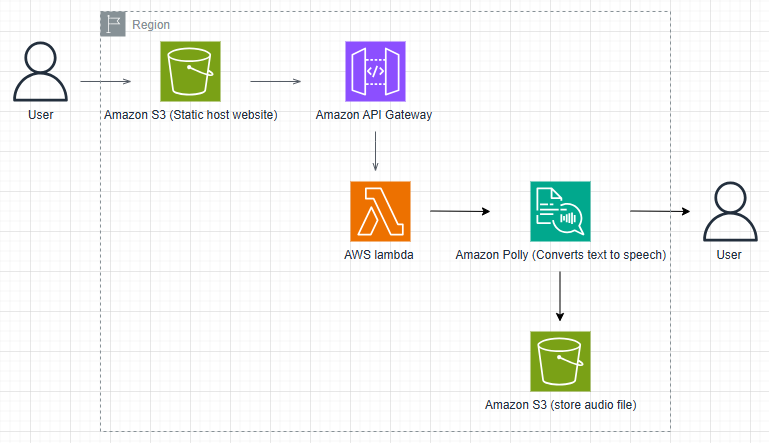 Region
User
Amazon S3 (Static host website)
Amazon API Gateway
AWS lambda
Amazon Polly (Converts text to speech)
User
Amazon S3 (store audio file)